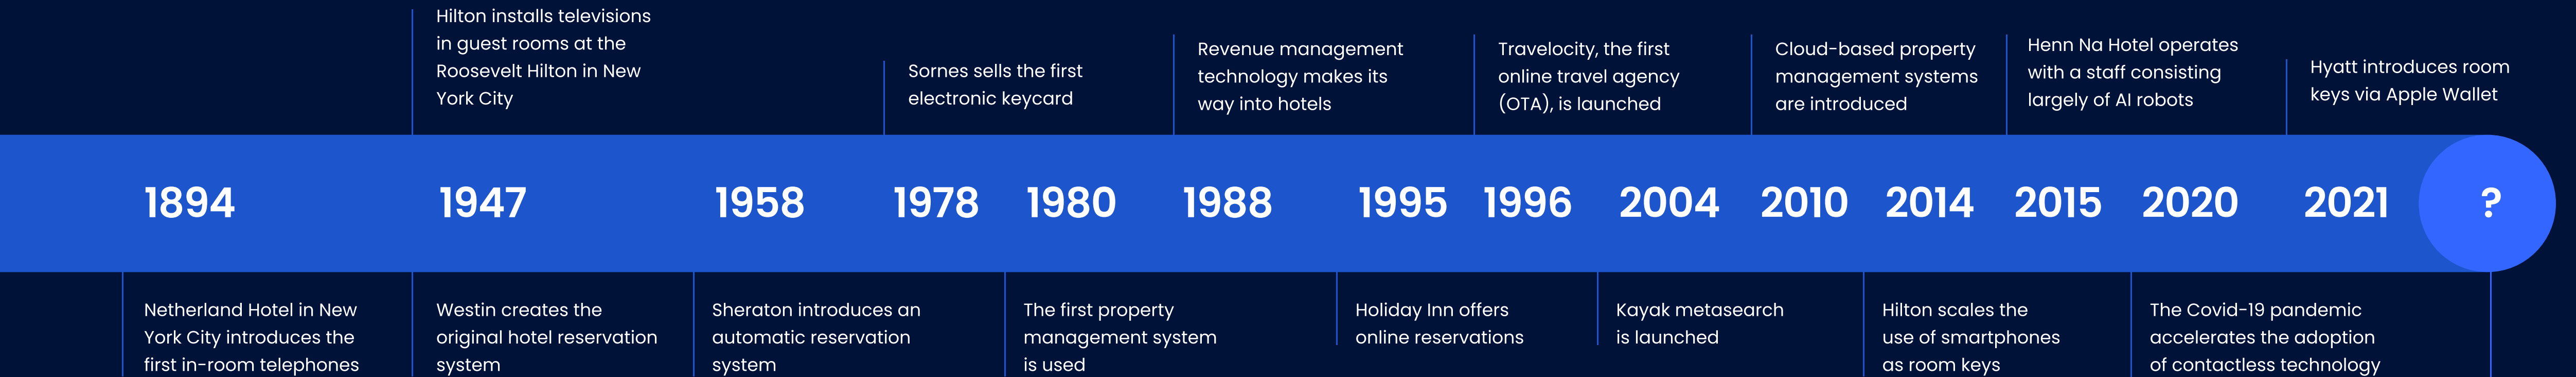 Hilton installs televisions
in guest rooms at the
Roosevelt Hilton in New
York City
Sornes sells the first
electronic keycard
Revenue management
technology makes its
way into hotels
Travelocity, the first
online travel agency
(OTA), is launched
Cloud-based property
management systems
are introduced
Henn Na Hotel operates
with a staff consisting
largely of AI robots
Hyatt introduces room
keys via Apple Wallet
1894 1947 1958 1978 1980 1988 1995 1996 2004 2010 2014 2015 2020 2021 ?
Netherland Hotel in New
York City introduces the
first in-room telephones
Westin creates the
original hotel reservation
system
Sheraton introduces an
automatic reservation
system
The first property
management system
is used
Holiday Inn offers
online reservations
Kayak metasearch
is launched
Hilton scales the
use of smartphones
as room keys
The Covid-19 pandemic
accelerates the adoption
of contactless technology